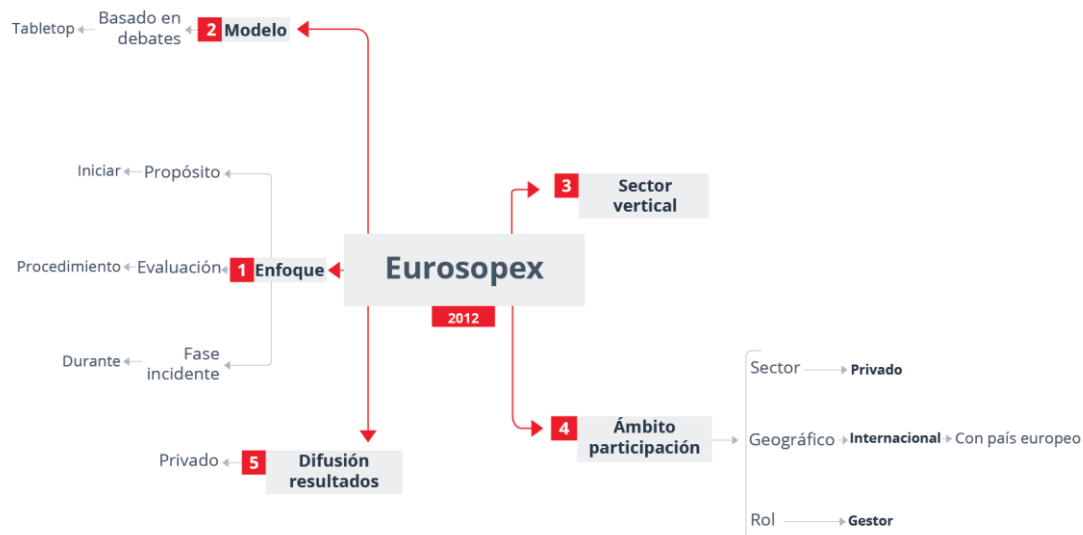 Eurosopex
2012
1 Enfoque
Propósito
Iniciar
Evaluación
Procedimiento
Fase
incidente
Durante
2 Modelo
Basado en
debates
Tabletop
3 Sector
vertical
4 Ámbito
participación
Sector
Privado
Geográfico
Internacional
Con país europeo
Rol
Gestor
5 Difusión
resultados
Privado